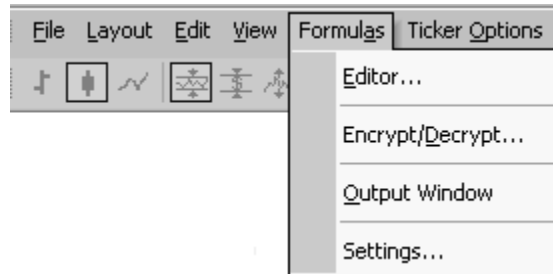 File Layout Edit View Formulas Ticker Options
Editor...
Encrypt/Decrypt...
Output Window
Settings...